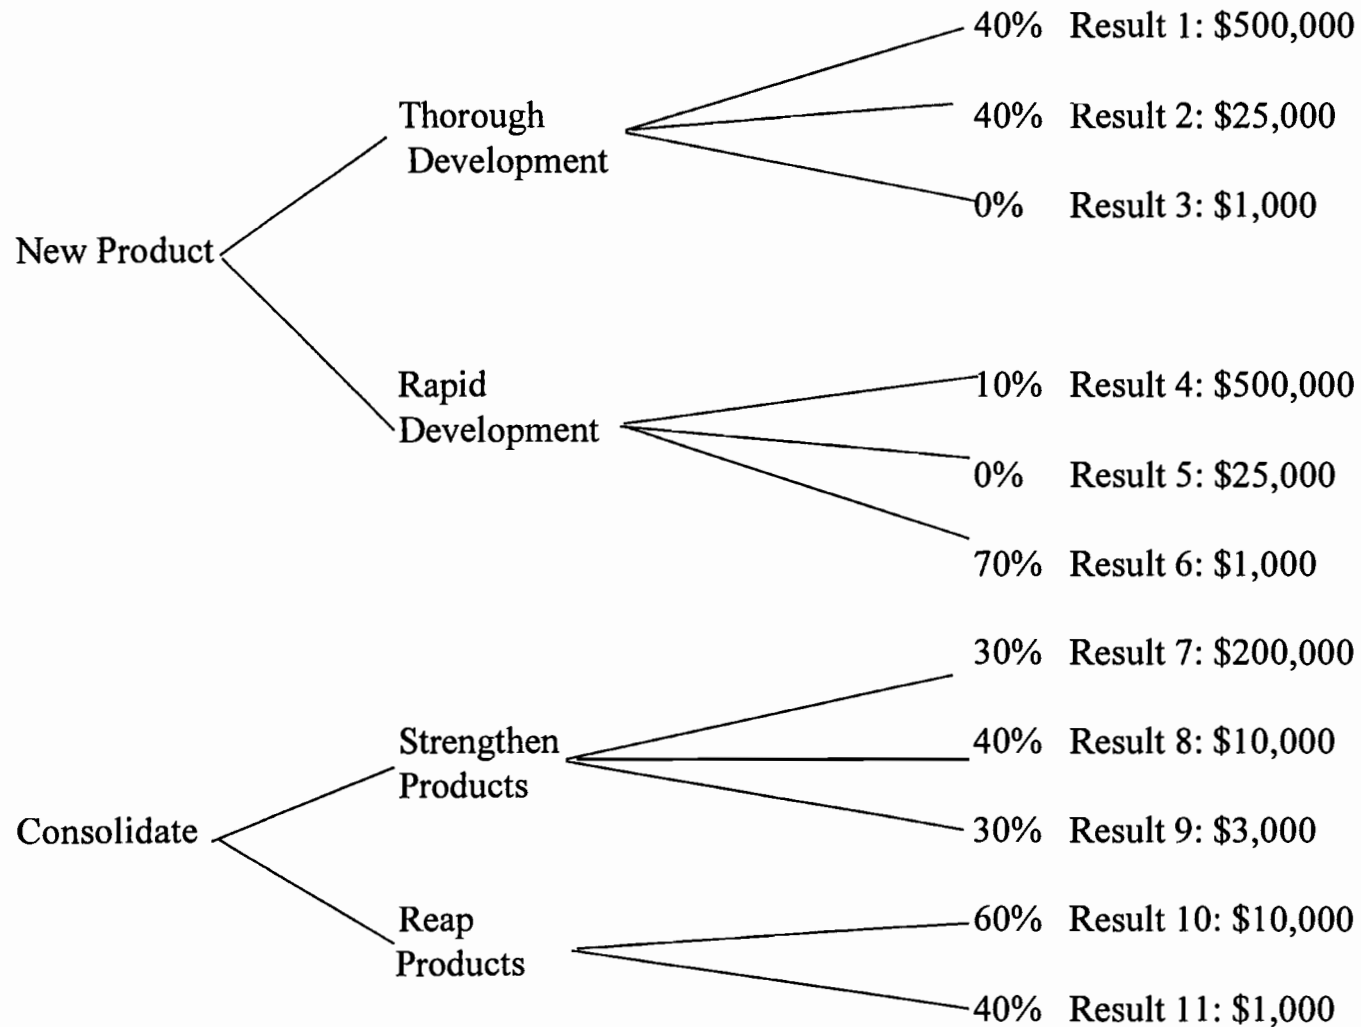 40% Result 1: $500,000
Thorough
Development
40% Result 2: $25,000
0% Result 3: $1,000
New Product
Rapid
Development
10% Result 4: $500,000
0% Result 5: $25,000
70% Result 6: $1,000
30% Result 7: $200,000
Strengthen
Products
40% Result 8: $10,000
Consolidate
30% Result 9: $3,000
Reap
Products
60% Result 10: $10,000
40% Result 11: $1,000